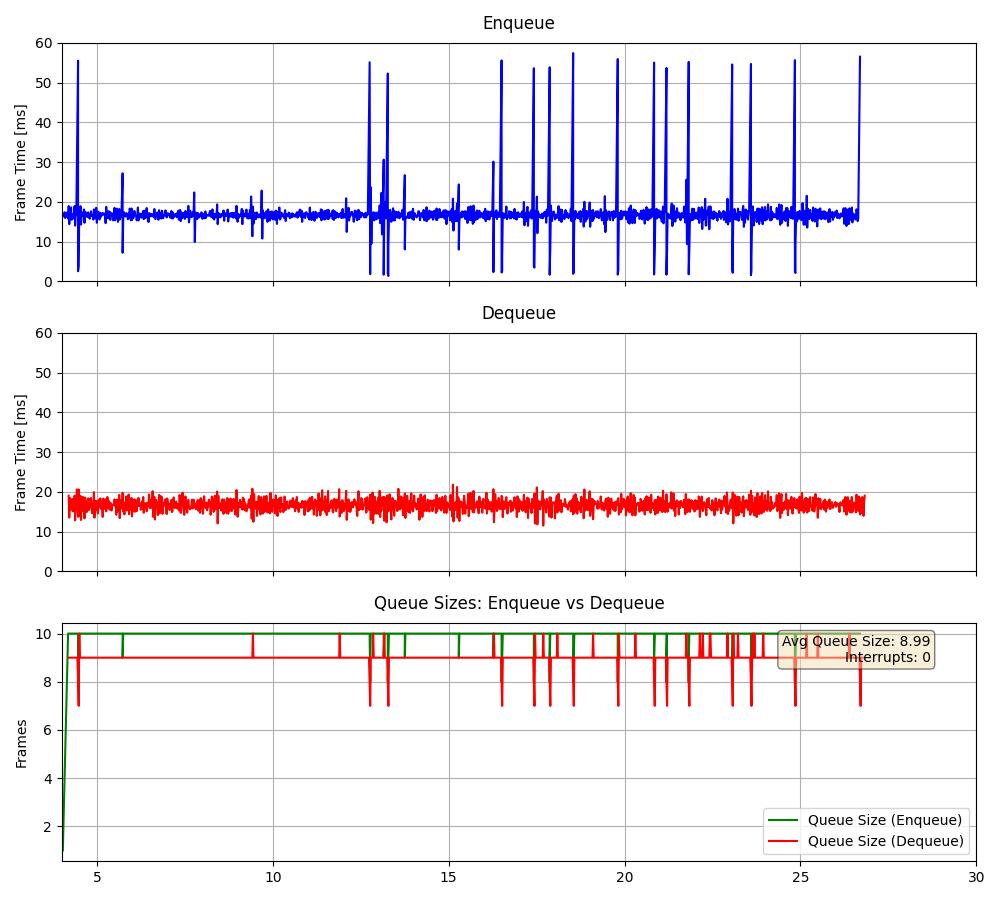 Enqueue
Frame Time [ms]
60
50
40
30
20
10
0
Dequeue
Frame Time [ms]
60
50
40
30
20
10
0
Queue Sizes: Enqueue vs Dequeue
Frames
10
8
6
4
2
Avg Queue Size: 8.99
Interrupts: 0
Queue Size (Enqueue)
Queue Size (Dequeue)
5 10 15 20 25 30